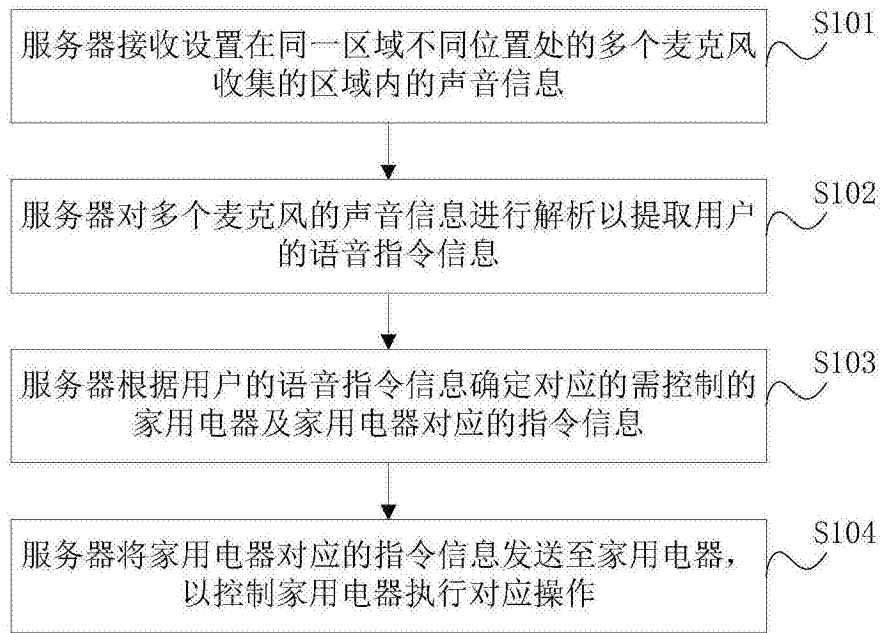 服务器接收设置在同一区域不同位置处的多个麦克风
收集的区域内的声音信息
S101
服务器对多个麦克风的声音信息进行解析以提取用户
的语音指令信息
S102
服务器根据用户的语音指令信息确定对应的需控制的
家用电器及家用电器对应的指令信息
S103
服务器将家用电器对应的指令信息发送至家用电器，
以控制家用电器执行对应操作
S104